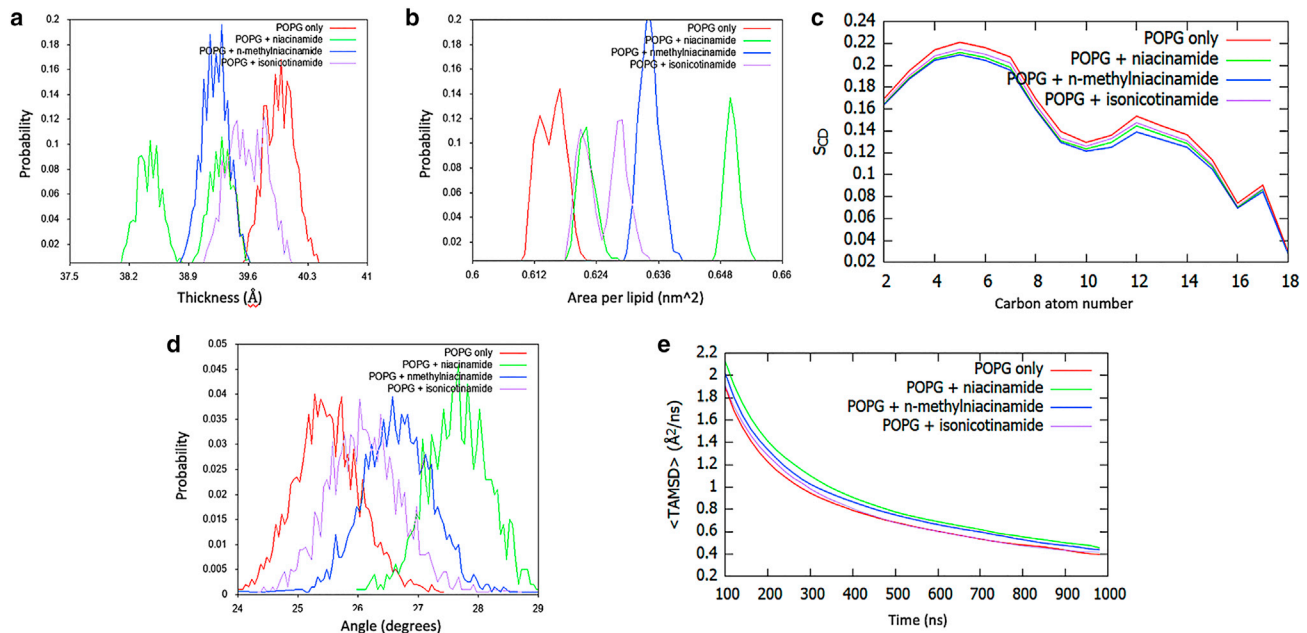 a
POPG only
POPG + niacinamide
POPG + n-methylniacinamide
POPG + isonicotinamide
Probability
0.2
0.18
0.16
0.14
0.12
0.1
0.08
0.06
0.04
0.02
37.5 38.2 38.9 39.6 40.3 41
Thickness (Å)
b
POPG only
POPG + niacinamide
POPG + nmethylniacinamide
POPG + isonicotinamide
Probability
0.2
0.18
0.16
0.14
0.12
0.1
0.08
0.06
0.04
0.02
0.6 0.612 0.624 0.636 0.648 0.66
Area per lipid (nm^2)
c
POPG only
POPG + niacinamide
POPG + n-methylniacinamide
POPG + isonicotinamide
SCD
0.24
0.22
0.20
0.18
0.16
0.14
0.12
0.10
0.08
0.06
0.04
0.02
2 4 6 8 10 12 14 16 18
Carbon atom number
d
POPG only
POPG + niacinamide
POPG + nmethylniacinamide
POPG + isonicotinamide
Probability
0.05
0.045
0.04
0.035
0.03
0.025
0.02
0.015
0.01
0.005
0
24 25 26 27 28 29
Angle (degrees)
e
POPG only
POPG + niacinamide
POPG + n-methylniacinamide
POPG + isonicotinamide
<TAMSD> (Å²/ns)
2.2
2
1.8
1.6
1.4
1.2
1
0.8
0.6
0.4
0.2
100 200 300 400 500 600 700 800 900 1000
Time (ns)